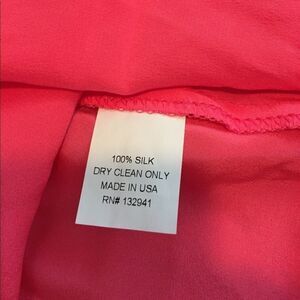 100% SILK
DRY CLEAN ONLY
MADE IN USA
RN# 132941